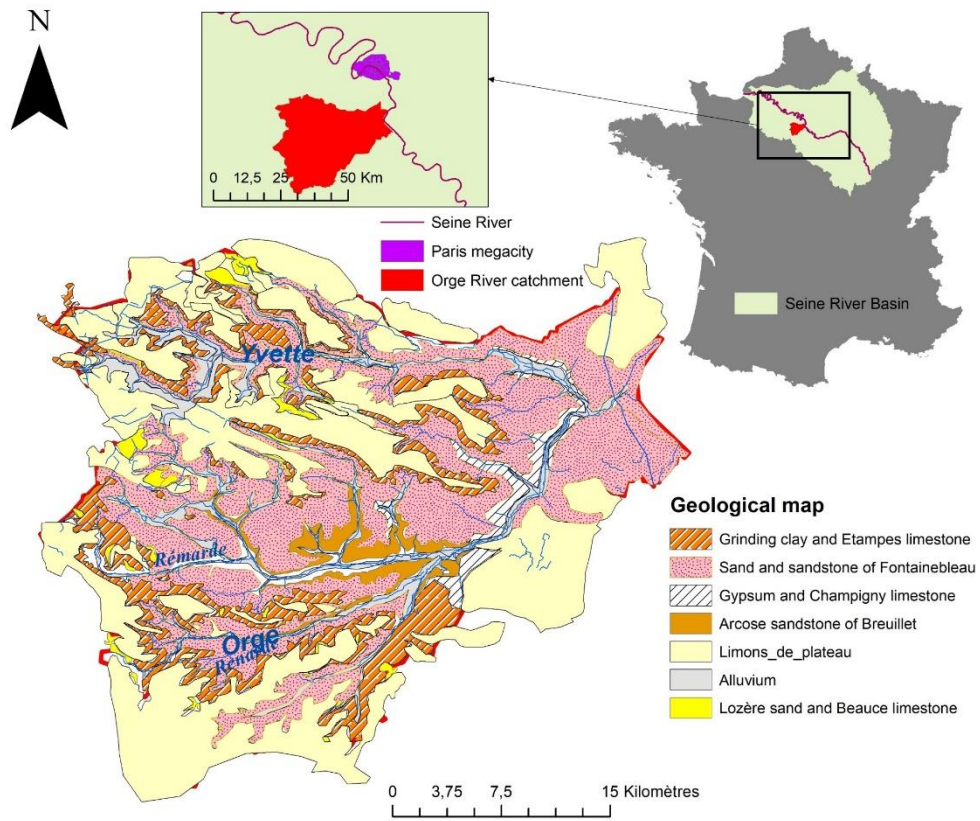 N
0 12,5 25 50 Km
Seine River
Paris megacity
Orge River catchment
Seine River Basin
Yvette
Rémarde
Orge
Rénarde
Geological map
Grinding clay and Etampes limestone
Sand and sandstone of Fontainebleau
Gypsum and Champigny limestone
Arcose sandstone of Breuillet
Limons_de_plateau
Alluvium
Lozère sand and Beauce limestone
0 3,75 7,5 15 Kilomètres